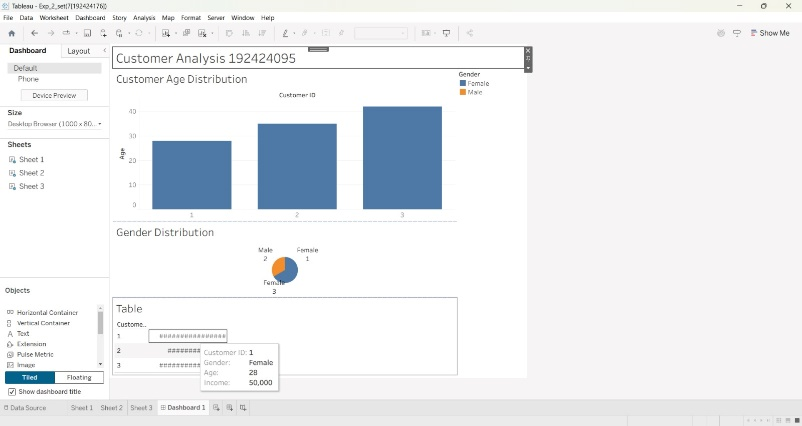 Tableau - Exp_2_set(7(192424176))
File Data Worksheet Dashboard Story Analysis Map Format Server Window Help
Show Me
Dashboard Layout
Default
Phone
Device Preview
Size
Desktop Browser (1000 x 80...
Sheets
Sheet 1
Sheet 2
Sheet 3
Objects
Horizontal Container
Vertical Container
Text
Extension
Pulse Metric
Image
Tiled Floating
Show dashboard title
Customer Analysis 192424095
Customer Age Distribution
Customer ID
Age
40
30
20
10
0
1 2 3
Gender
Female
Male
Gender Distribution
Male Female
2 1
Female
3
Table
Custome..
1 ################
2 ########
3 ##########
Customer ID: 1
Gender: Female
Age: 28
Income: 50,000
Data Source Sheet 1 Sheet 2 Sheet 3 Dashboard 1